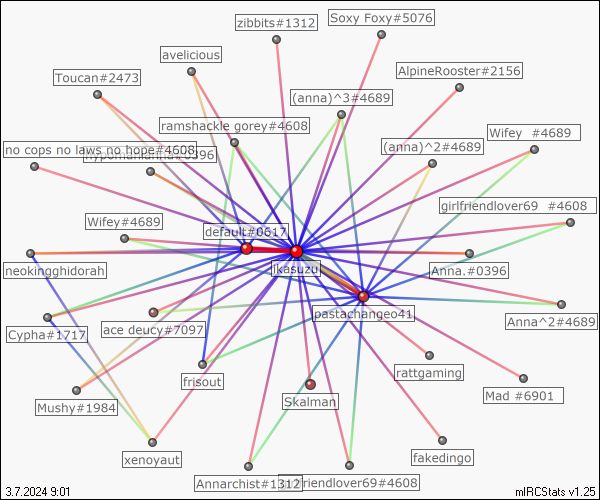 Soxy Foxy#5076
zibbits#1312
avelicious
AlpineRooster#2156
Toucan#2473
(anna)^3#4689
ramshackle gorey#4608
Wifey #4689
(anna)^2#4689
no cops no laws no hope#4608
hypomanianna#0396
girlfriendlover69 #4608
Wifey#4689
default#0617
jkasuzu
neokingghidorah
Anna.#0396
pastachangeo41
Anna^2#4689
Cypha#1717
ace deucy#7097
rattgaming
frisout
Mad #6901
Skalman
Mushy#1984
fakedingo
xenoyaut
Annarchist#1312
friendlover69#4608
3.7.2024 9:01
mIRCStats v1.25